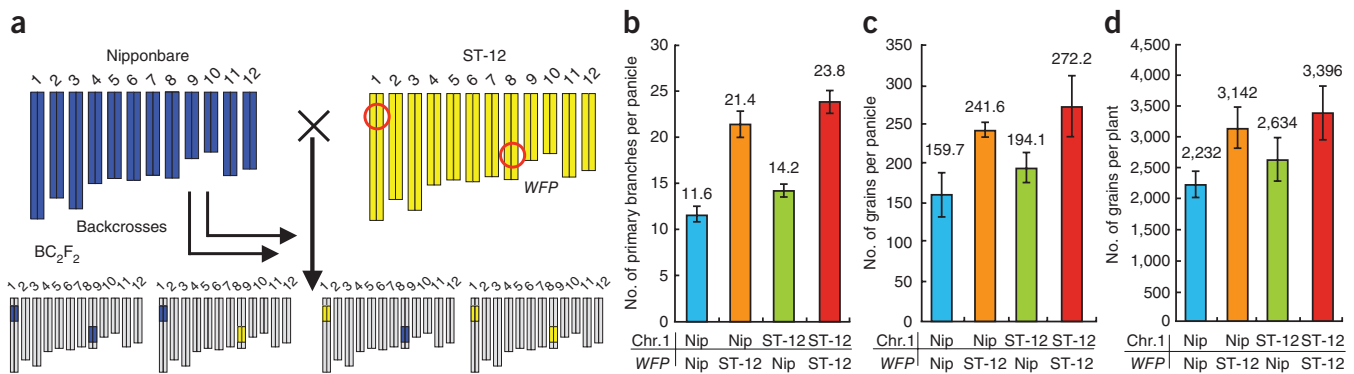 a
Nipponbare
1 2 3 4 5 6 7 8 9 10 11 12
ST-12
1 2 3 4 5 6 7 8 9 10 11 12
WFP
Backcrosses
BC2F2
1 2 3 4 5 6 7 8 9 10 11 12
1 2 3 4 5 6 7 8 9 10 11 12
1 2 3 4 5 6 7 8 9 10 11 12
1 2 3 4 5 6 7 8 9 10 11 12
b
No. of primary branches per panicle
30
25
20
15
10
5
0
11.6
21.4
14.2
23.8
Chr.1 Nip Nip ST-12 ST-12
WFP Nip ST-12 Nip ST-12
c
No. of grains per panicle
350
300
250
200
150
100
50
0
159.7
241.6
194.1
272.2
Chr.1 Nip Nip ST-12 ST-12
WFP Nip ST-12 Nip ST-12
d
No. of grains per plant
4,500
4,000
3,500
3,000
2,500
2,000
1,500
1,000
500
0
2,232
3,142
2,634
3,396
Chr.1 Nip Nip ST-12 ST-12
WFP Nip ST-12 Nip ST-12